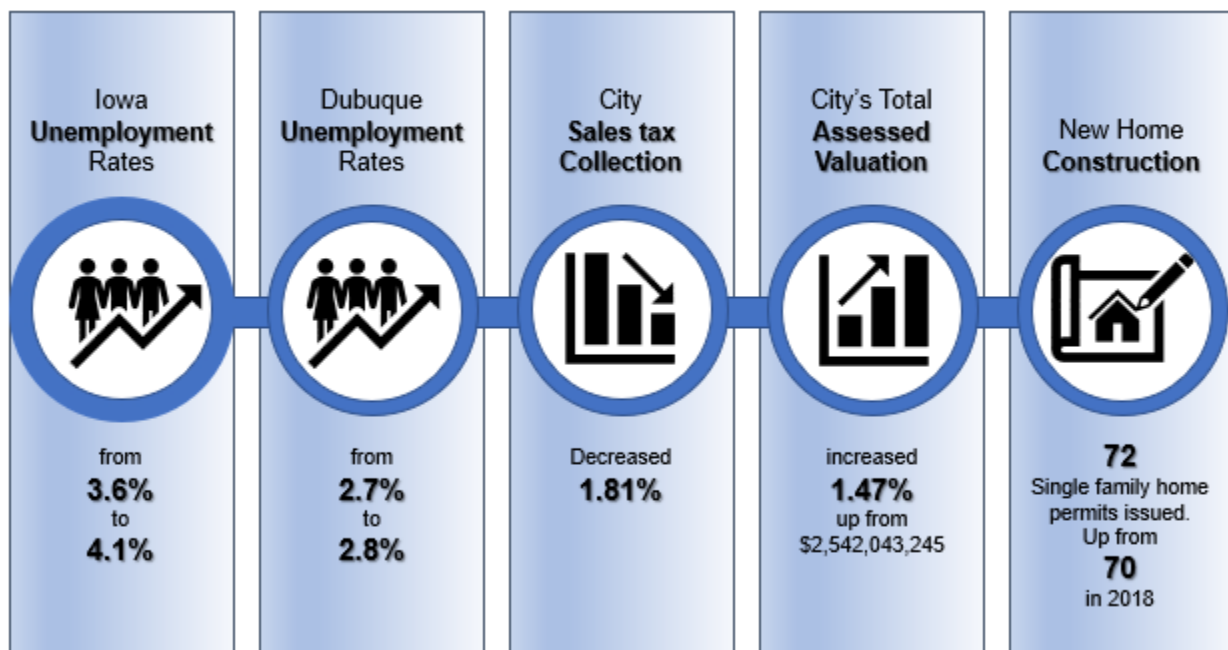 Iowa
Unemployment
Rates
from
3.6%
to
4.1%
Dubuque
Unemployment
Rates
from
2.7%
to
2.8%
City
Sales tax
Collection
Decreased
1.81%
City's Total
Assessed
Valuation
increased
1.47%
up from
$2,542,043,245
New Home
Construction
72
Single family home
permits issued.
Up from
70
in 2018